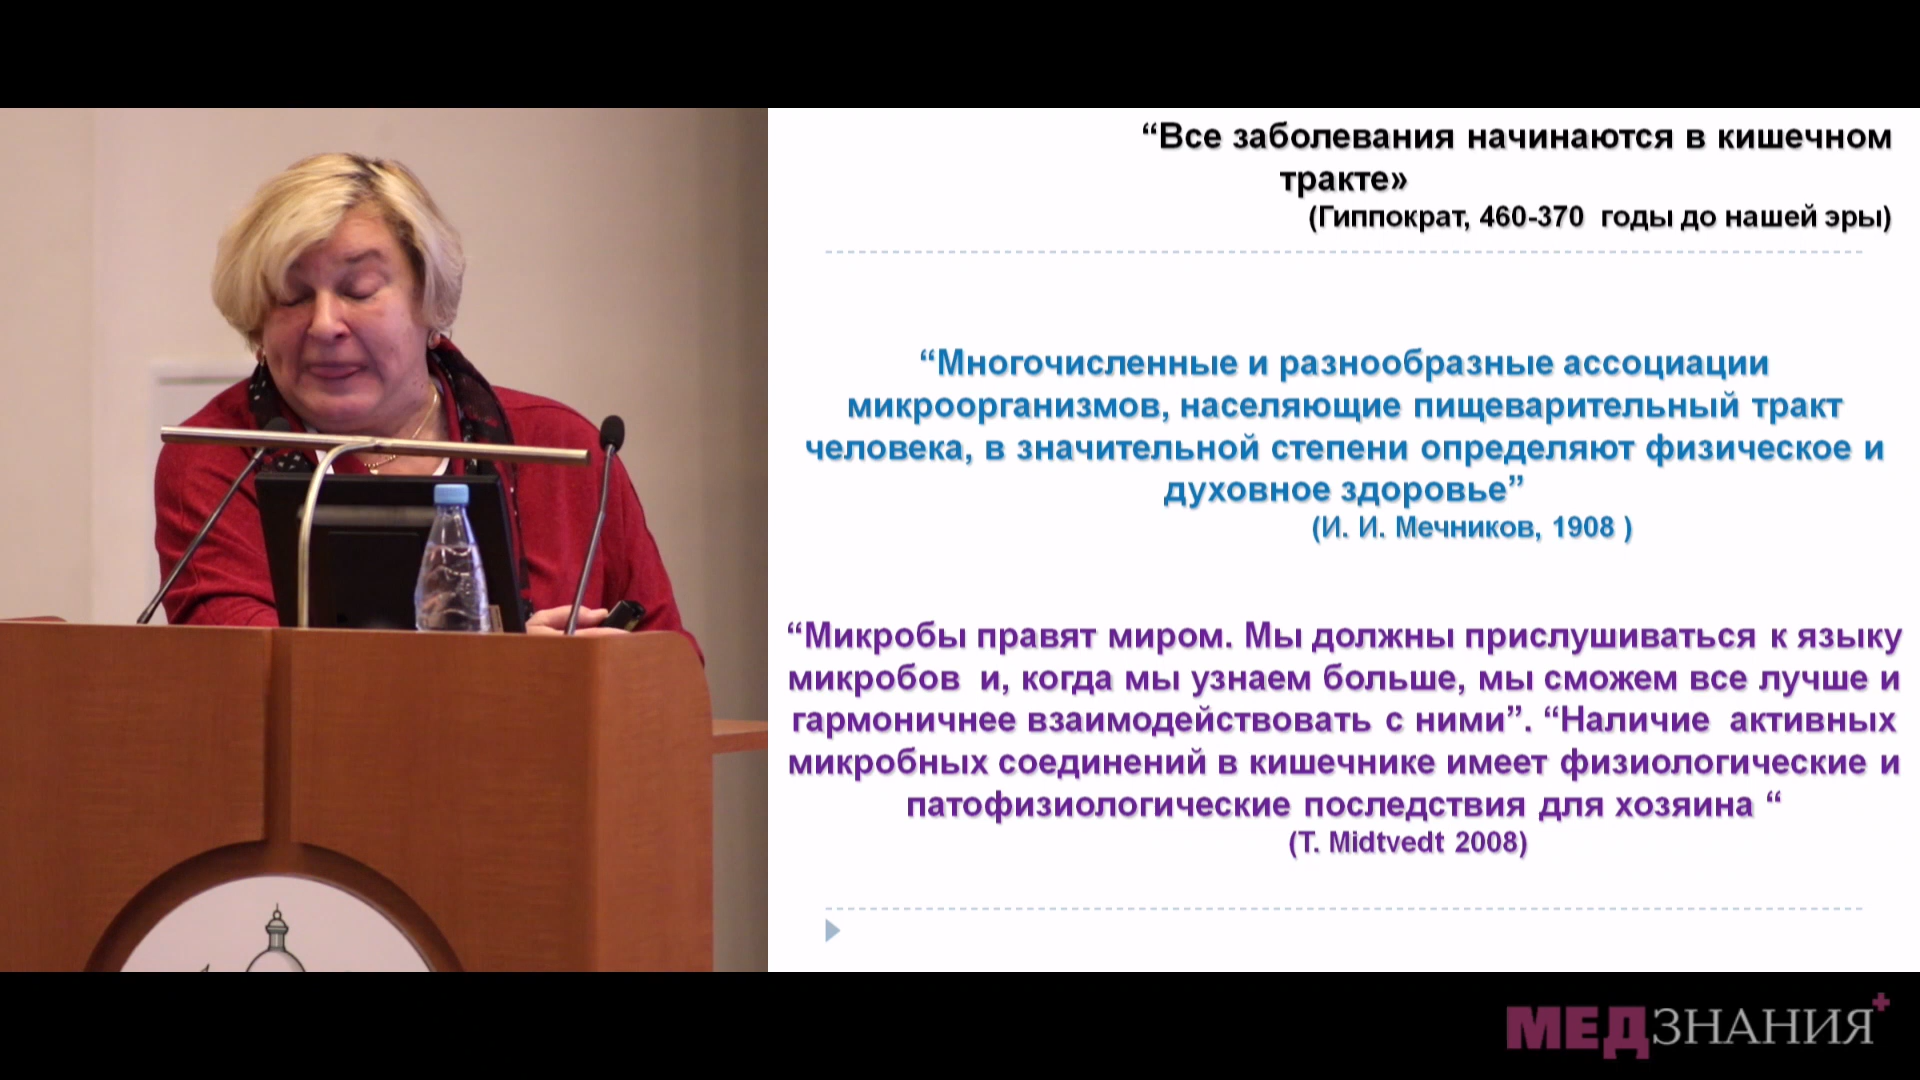 “Все заболевания начинаются в кишечном
тракте»
(Гиппократ, 460-370 годы до нашей эры)
“Многочисленные и разнообразные ассоциации
микроорганизмов, населяющие пищеварительный тракт
человека, в значительной степени определяют физическое и
духовное здоровье”
(И. И. Мечников, 1908 )
“Микробы правят миром. Мы должны прислушиваться к языку
микробов и, когда мы узнаем больше, мы сможем все лучше и
гармоничнее взаимодействовать с ними”. “Наличие активных
микробных соединений в кишечнике имеет физиологические и
патофизиологические последствия для хозяина “
(T. Midtvedt 2008)
МЕДЗНАНИЯ+